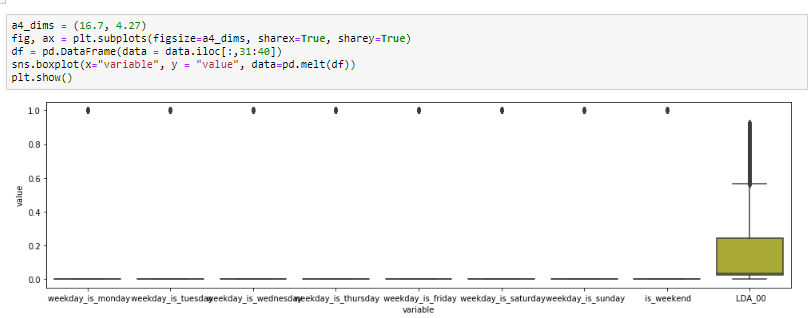 a4_dims = (16.7, 4.27)
fig, ax = plt.subplots(figsize=a4_dims, sharex=True, sharey=True)
df = pd.DataFrame(data = data.iloc[:,31:40])
sns.boxplot(x="variable", y = "value", data=pd.melt(df))
plt.show()
1.0
0.8
0.6
0.4
0.2
0.0
value
weekday_is_monday weekday_is_tuesday weekday_is_wednesday weekday_is_thursday weekday_is_friday weekday_is_saturday weekday_is_sunday is_weekend LDA_00
variable